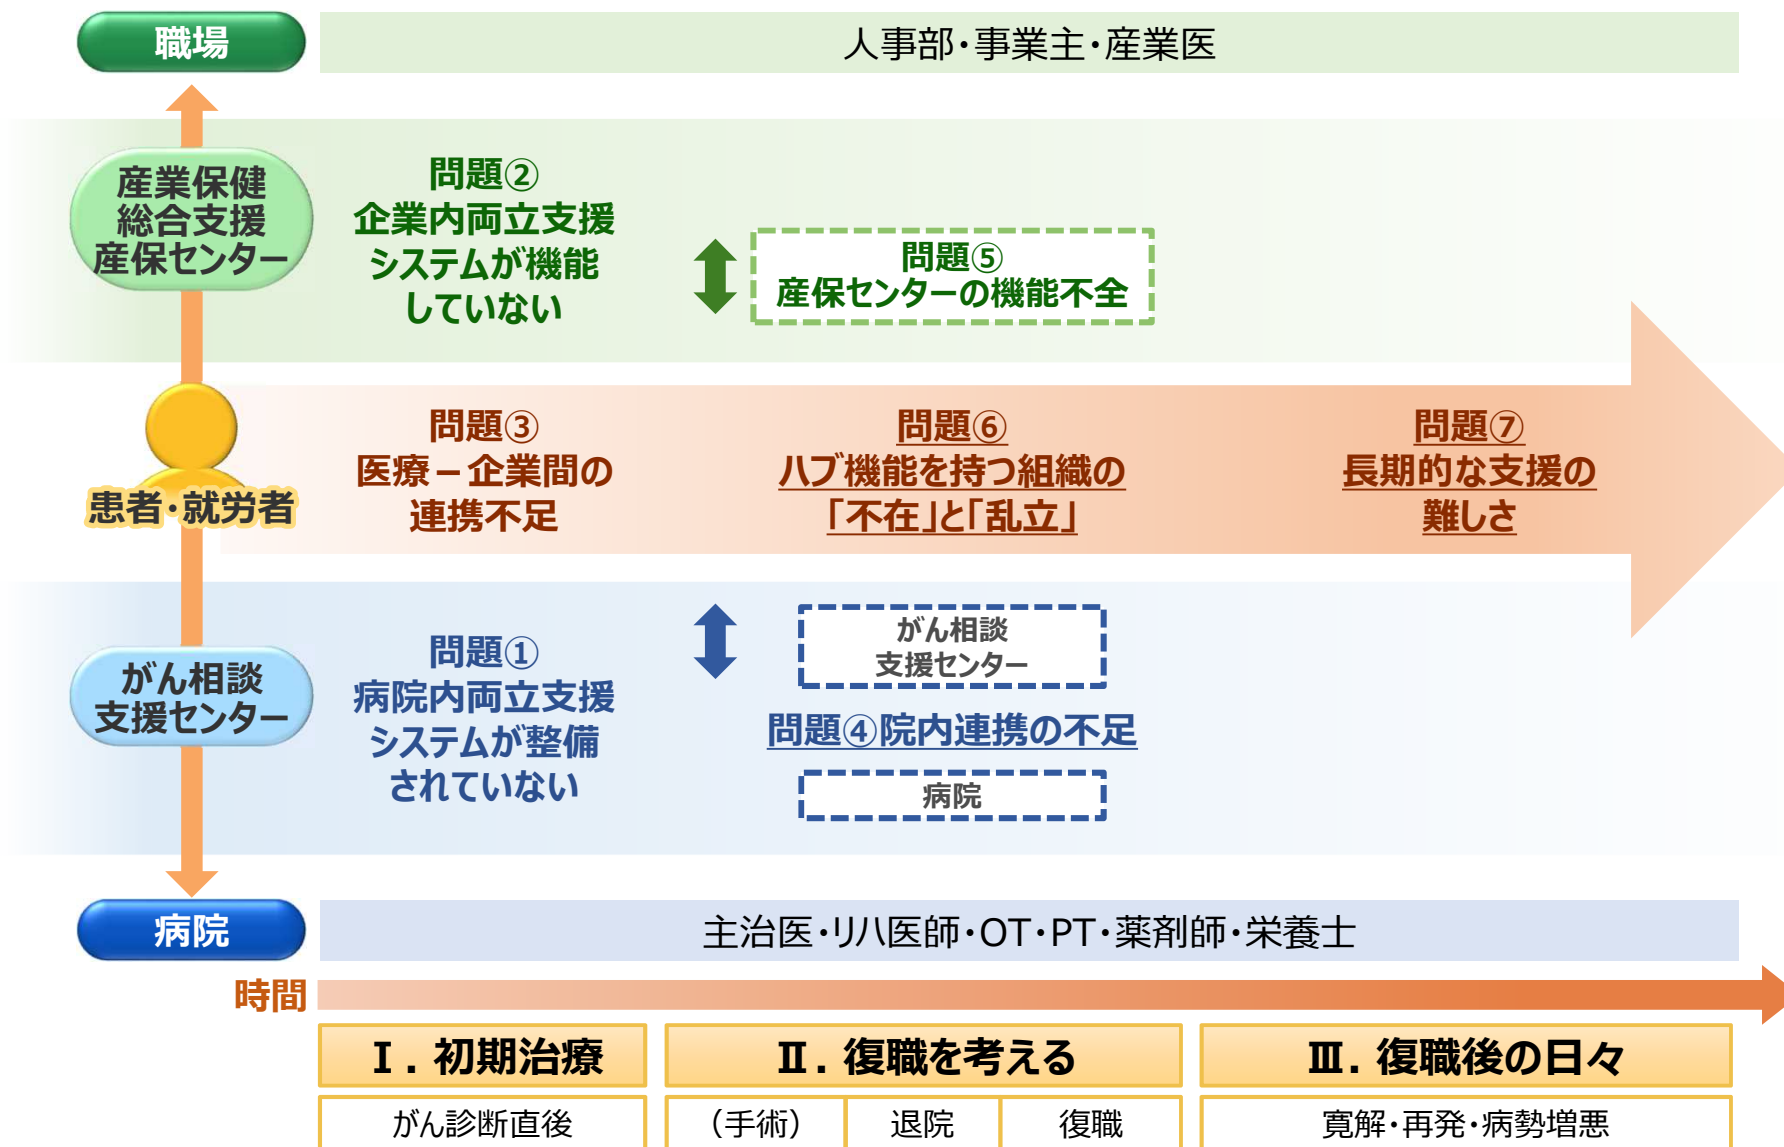 職場
人事部・事業主・産業医
産業保健
総合支援
産保センター
問題②
企業内両立支援
システムが機能
していない
問題⑤
産保センターの機能不全
患者・就労者
問題③
医療－企業間の
連携不足
問題⑥
ハブ機能を持つ組織の
「不在」と「乱立」
問題⑦
長期的な支援の
難しさ
がん相談
支援センター
問題①
病院内両立支援
システムが整備
されていない
がん相談
支援センター
問題④院内連携の不足
病院
病院
主治医・リハ医師・OT・PT・薬剤師・栄養士
時間
Ⅰ. 初期治療
Ⅱ. 復職を考える
Ⅲ. 復職後の日々
がん診断直後
(手術)
退院
復職
寛解・再発・病勢増悪